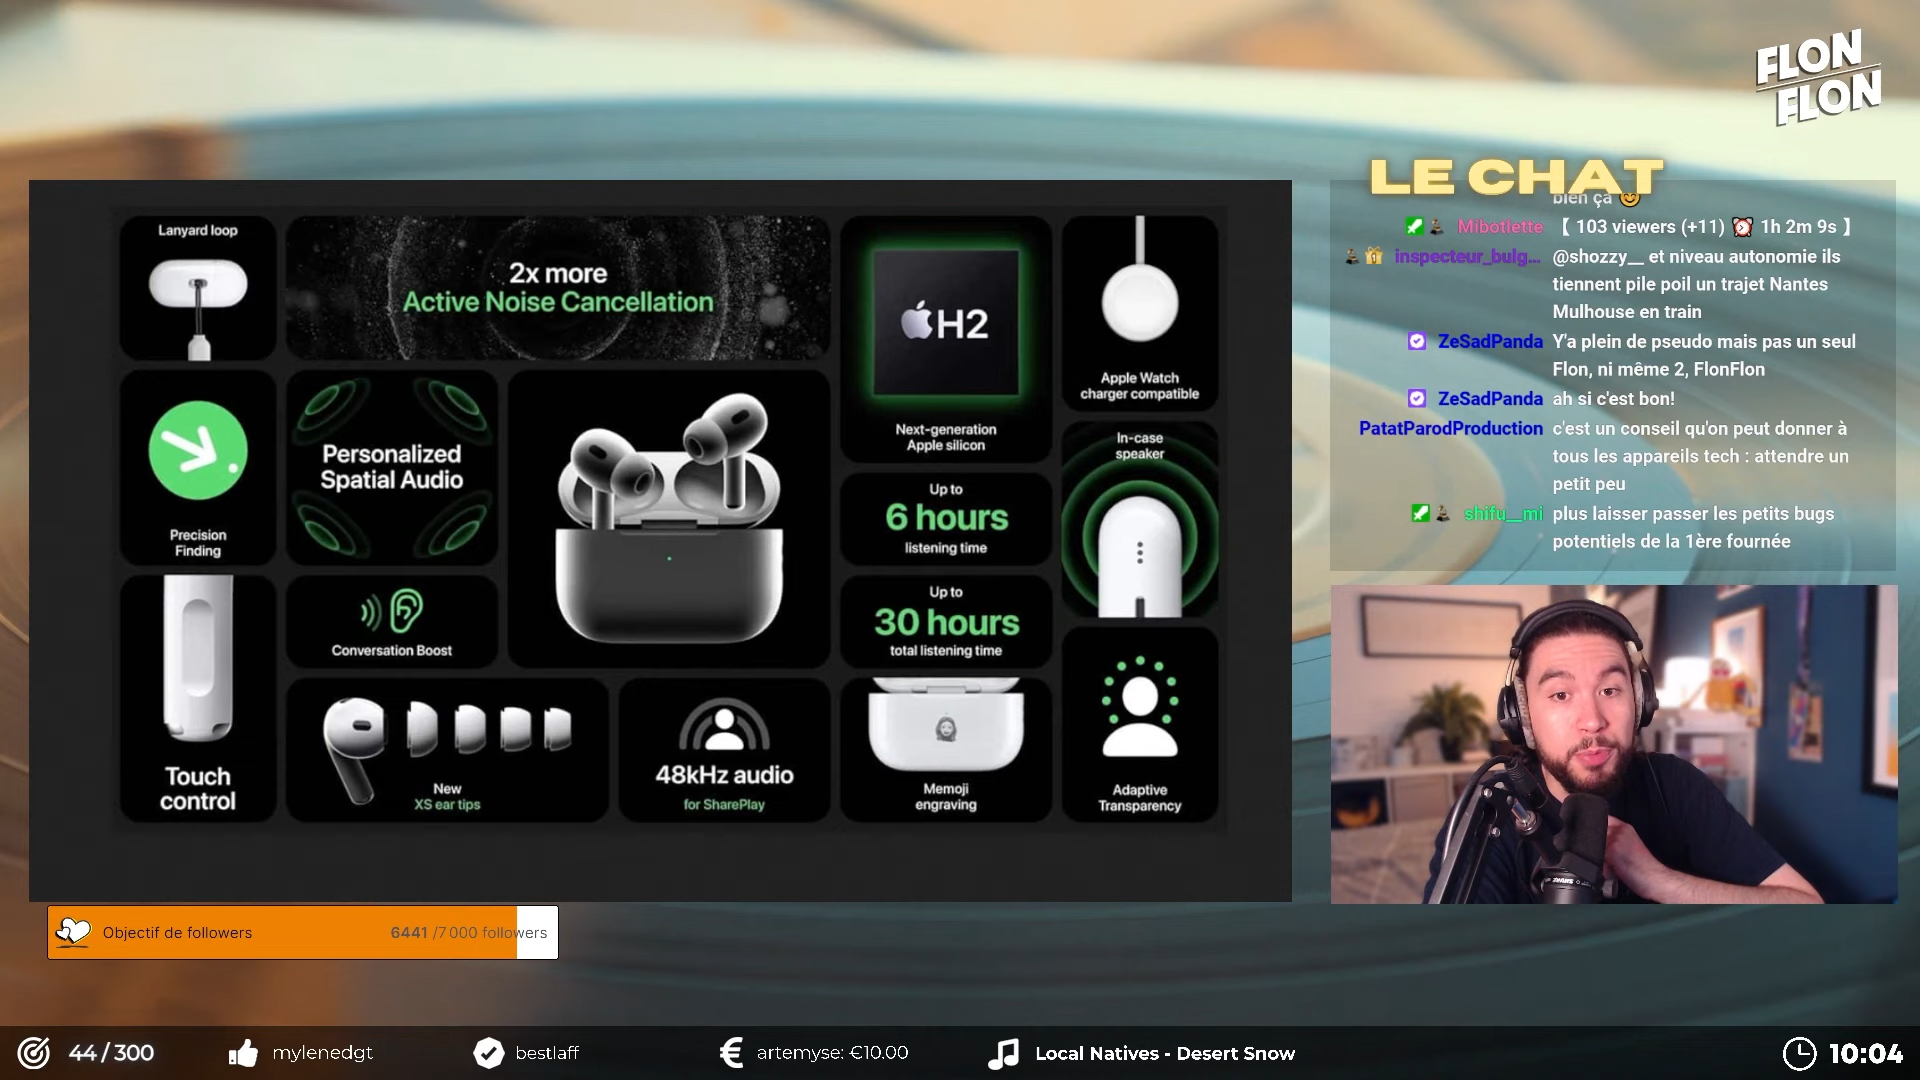 FLON
FLON
LE CHAT
bien ça
Mibotlette 【 103 viewers (+11) 1h 2m 9s 】
inspecteur_bulg... @shozzy__ et niveau autonomie ils
tiennent pile poil un trajet Nantes
Mulhouse en train
ZeSadPanda Y'a plein de pseudo mais pas un seul
Flon, ni même 2, FlonFlon
ZeSadPanda ah si c'est bon!
PatatParodProduction c'est un conseil qu'on peut donner à
tous les appareils tech : attendre un
petit peu
shifu__mi plus laisser passer les petits bugs
potentiels de la 1ère fournée
Lanyard loop
2x more
Active Noise Cancellation
H2
Next-generation
Apple silicon
Apple Watch
charger compatible
Precision
Finding
Personalized
Spatial Audio
Up to
6 hours
listening time
In-case
speaker
Touch
control
Conversation Boost
Up to
30 hours
total listening time
New
XS ear tips
48kHz audio
for SharePlay
Memoji
engraving
Adaptive
Transparency
Objectif de followers 6441 /7 000 followers
44 / 300
mylenedgt
bestlaff
artemyse: €10.00
Local Natives - Desert Snow
10:04